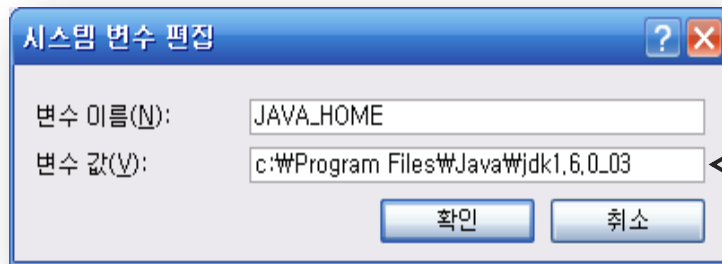 시스템 변수 편집
변수 이름(N): JAVA_HOME
변수 값(V): c:₩Program Files₩Java₩jdk1.6.0_03
확인 취소